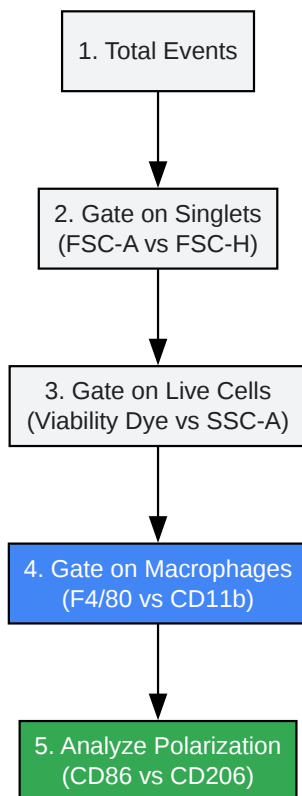 1. Total Events
2. Gate on Singlets
(FSC-A vs FSC-H)
3. Gate on Live Cells
(Viability Dye vs SSC-A)
4. Gate on Macrophages
(F4/80 vs CD11b)
5. Analyze Polarization
(CD86 vs CD206)